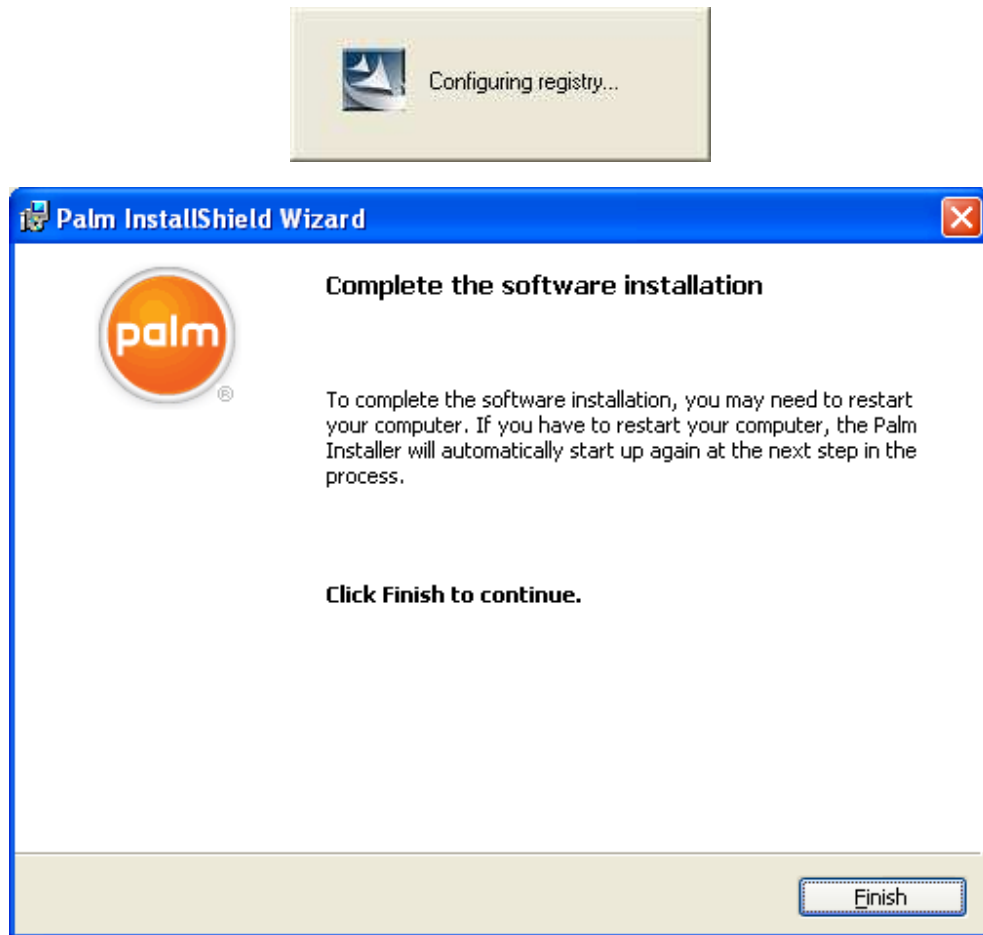 Configuring registry...
Palm InstallShield Wizard
palm
®
Complete the software installation
To complete the software installation, you may need to restart
your computer. If you have to restart your computer, the Palm
Installer will automatically start up again at the next step in the
process.
Click Finish to continue.
Finish